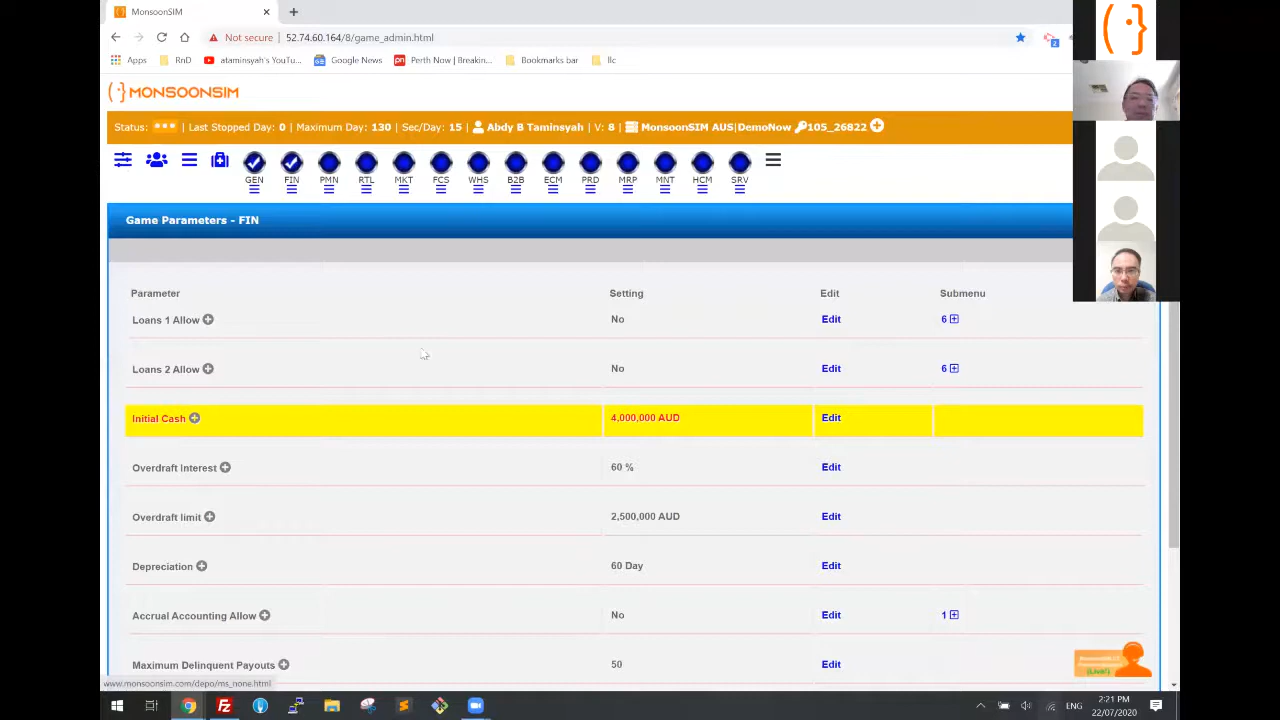 MonsoonSIM
Not secure | 52.74.60.164/8/game_admin.html
Apps RnD ataminsyah's YouTu... Google News Perth Now | Breakin... Bookmarks bar llc
MONSOONSIM
Status: | Last Stopped Day: 0 | Maximum Day: 130 | Sec/Day: 15 | Abdy B Taminsyah | V: 8 | MonsoonSIM AUS|DemoNow 105_26822
GEN FIN PMN RTL MKT FCS WHS B2B ECM PRD MRP MNT HCM SRV
Game Parameters - FIN
Parameter Setting Edit Submenu
Loans 1 Allow No Edit 6
Loans 2 Allow No Edit 6
Initial Cash 4,000,000 AUD Edit
Overdraft interest 60 % Edit
Overdraft limit 2,500,000 AUD Edit
Depreciation 60 Day Edit
Accrual Accounting Allow No Edit 1
Maximum Delinquent Payouts 50 Edit
(Live!)
www.monsoonsim.com/depo/ms_none.html
2:21 PM
ENG
22/07/2020